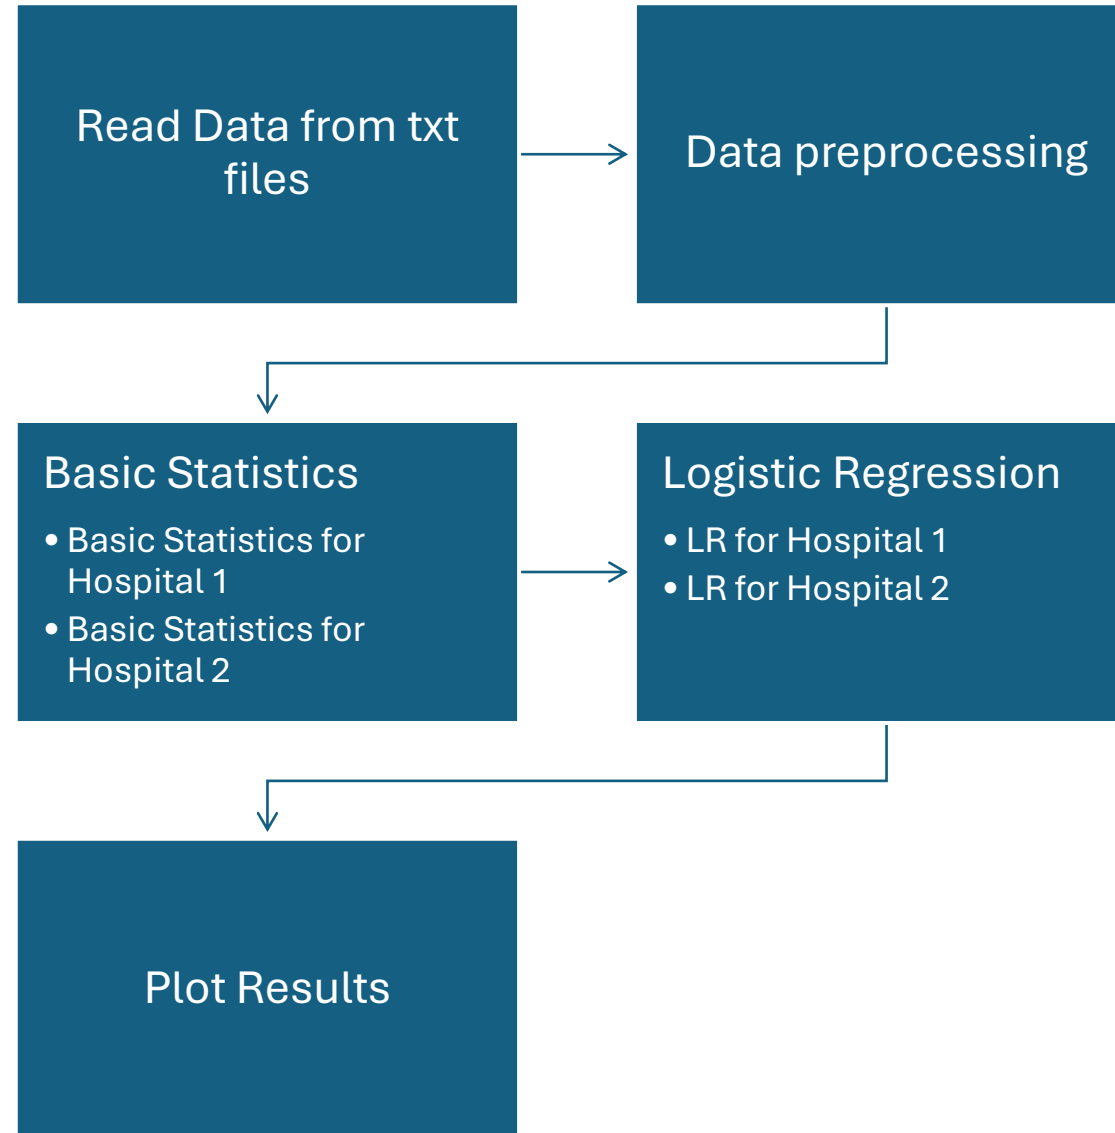 Read Data from txt
files
Data preprocessing
Basic Statistics
• Basic Statistics for
Hospital 1
• Basic Statistics for
Hospital 2
Logistic Regression
• LR for Hospital 1
• LR for Hospital 2
Plot Results